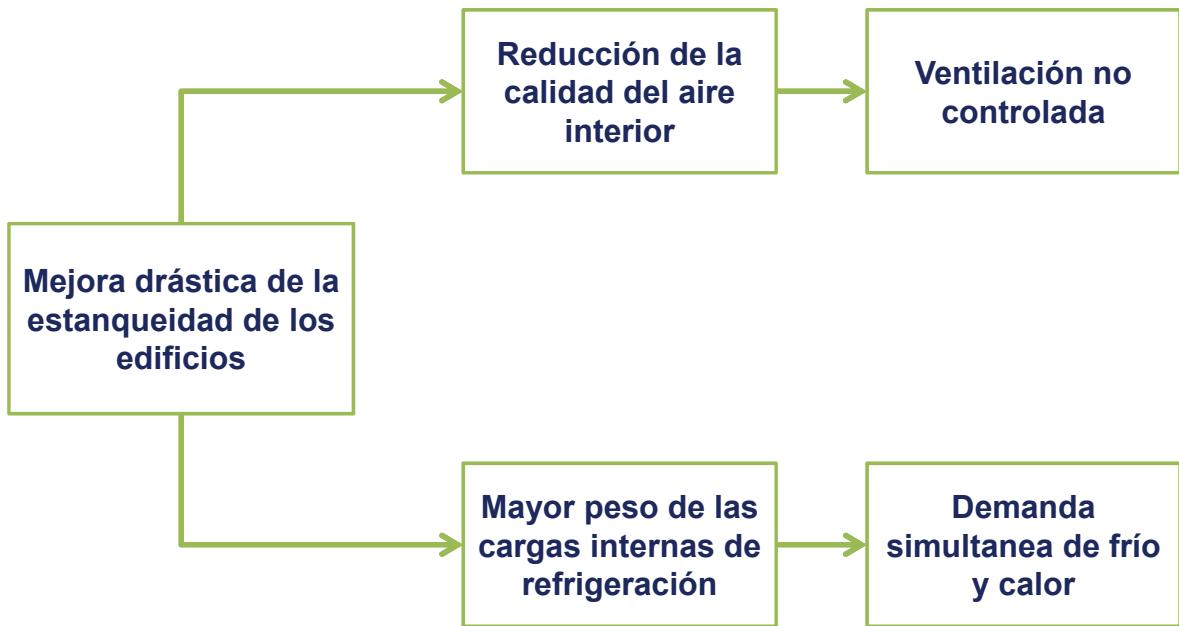 Reducción de la
calidad del aire
interior
Ventilación no
controlada
Mejora drástica de la
estanqueidad de los
edificios
Mayor peso de las
cargas internas de
refrigeración
Demanda
simultanea de frío
y calor